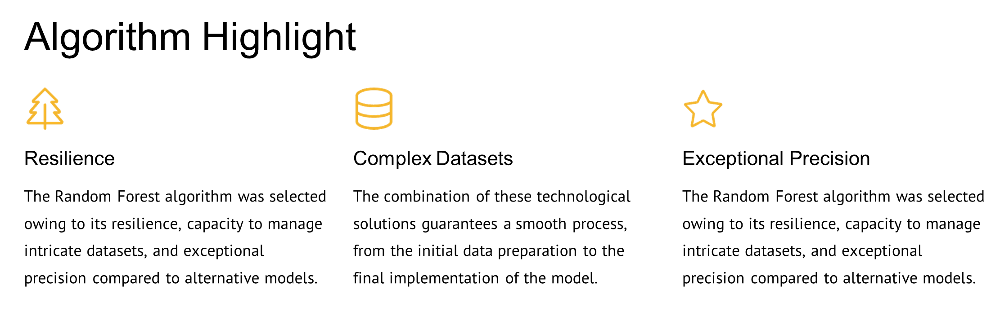 Algorithm Highlight
Resilience
The Random Forest algorithm was selected
owing to its resilience, capacity to manage
intricate datasets, and exceptional
precision compared to alternative models.
Complex Datasets
The combination of these technological
solutions guarantees a smooth process,
from the initial data preparation to the
final implementation of the model.
Exceptional Precision
The Random Forest algorithm was selected
owing to its resilience, capacity to manage
intricate datasets, and exceptional
precision compared to alternative models.